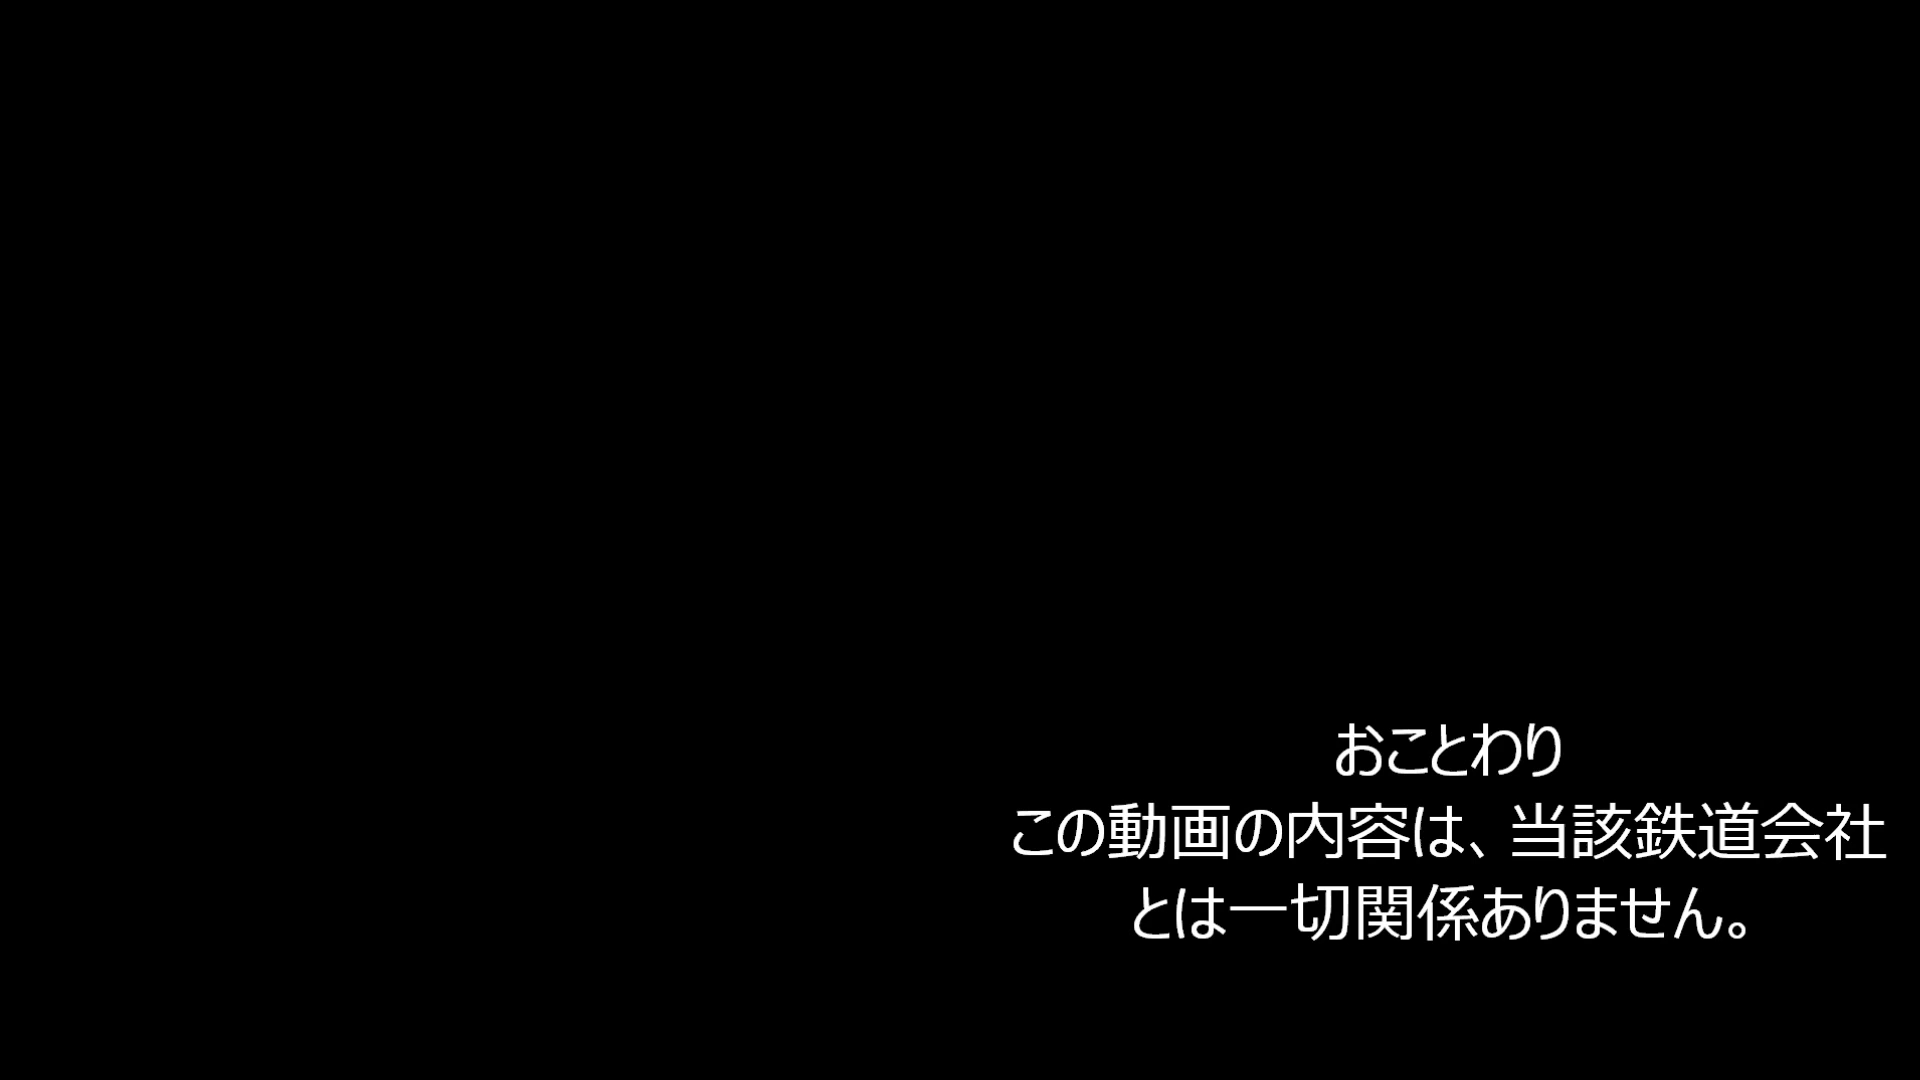 おことわり
この動画の内容は、当該鉄道会社
とは一切関係ありません。